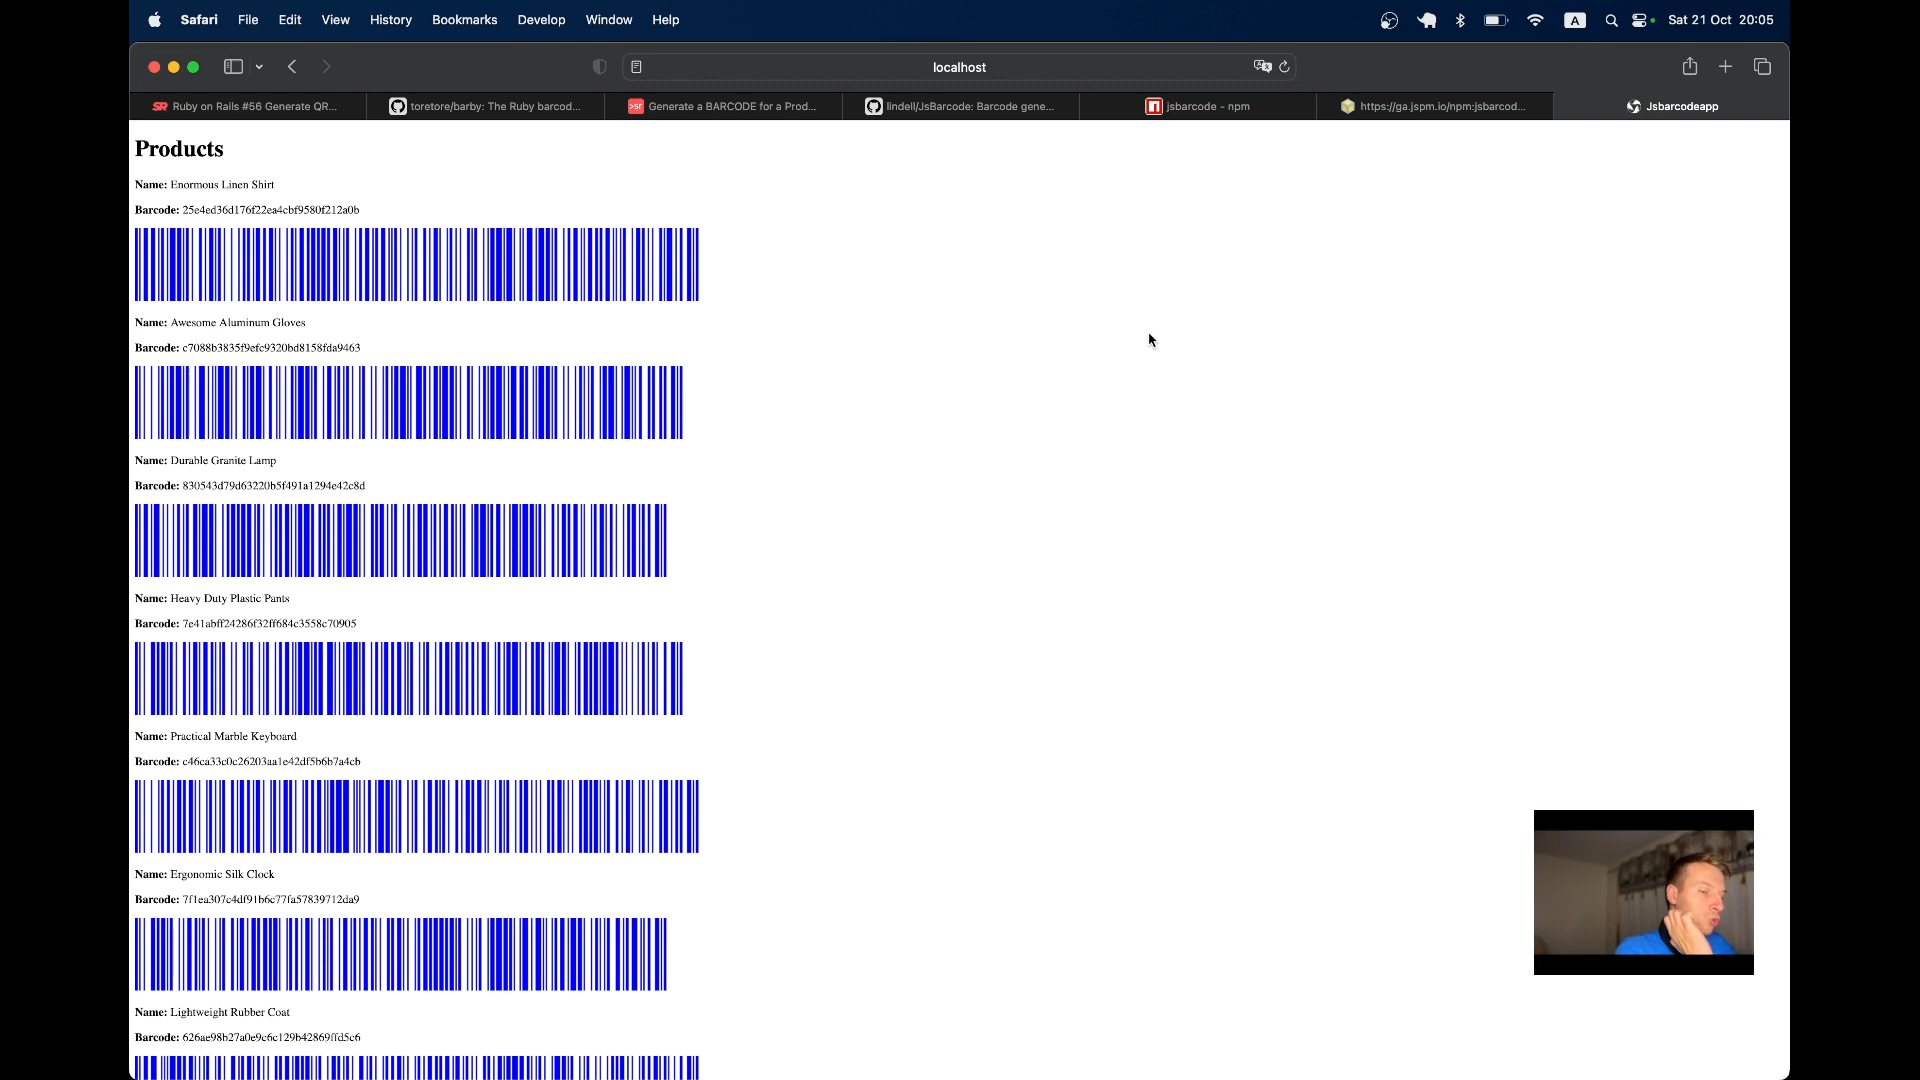 Safari File Edit View History Bookmarks Develop Window Help A Sat 21 Oct 20:05
localhost
SR Ruby on Rails #56 Generate QR... toretore/barby: The Ruby barcod... >sr Generate a BARCODE for a Prod... lindell/JsBarcode: Barcode gene... jsbarcode - npm https://ga.jspm.io/npm:jsbarcod... Jsbarcodeapp
Products
Name: Enormous Linen Shirt
Barcode: 25e4ed36d176f22ea4cbf9580f212a0b
Name: Awesome Aluminum Gloves
Barcode: c7088b3835f9efc9320bd8158fda9463
Name: Durable Granite Lamp
Barcode: 830543d79d63220b5f491a1294e42c8d
Name: Heavy Duty Plastic Pants
Barcode: 7e41abff24286f32ff684c3558c70905
Name: Practical Marble Keyboard
Barcode: c46ca33c0c26203aa1e42df5b6b7a4cb
Name: Ergonomic Silk Clock
Barcode: 7f1ea307c4df91b6c77fa57839712da9
Name: Lightweight Rubber Coat
Barcode: 626ae98b27a0e9c6c129b42869ffd5c6